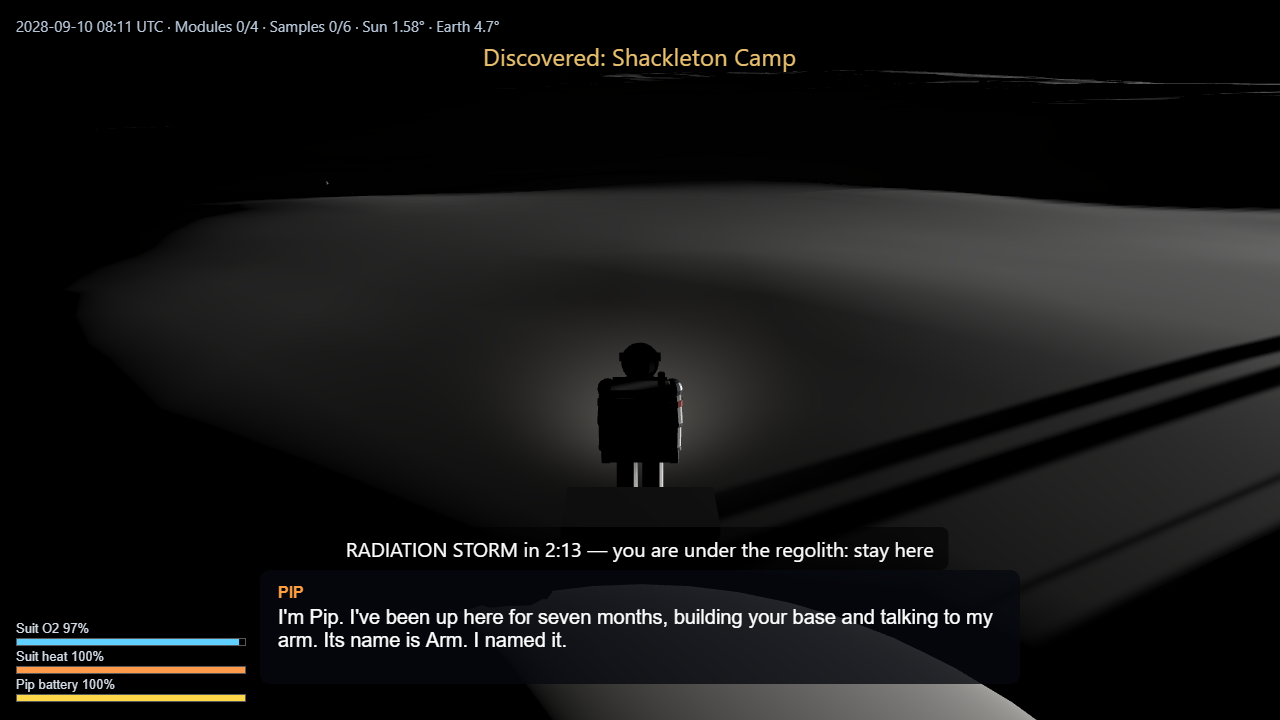 2028-09-10 08:11 UTC · Modules 0/4 · Samples 0/6 · Sun 1.58° · Earth 4.7°
Discovered: Shackleton Camp
RADIATION STORM in 2:13 — you are under the regolith: stay here
PIP
I'm Pip. I've been up here for seven months, building your base and talking to my
arm. Its name is Arm. I named it.
Suit O2 97%
Suit heat 100%
Pip battery 100%